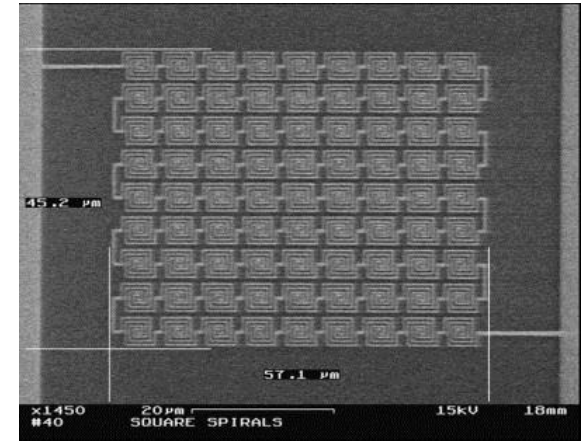 45.2 µm
57.1 µm
x1450 20µm 15kV 18mm
#40 SQUARE SPIRALS